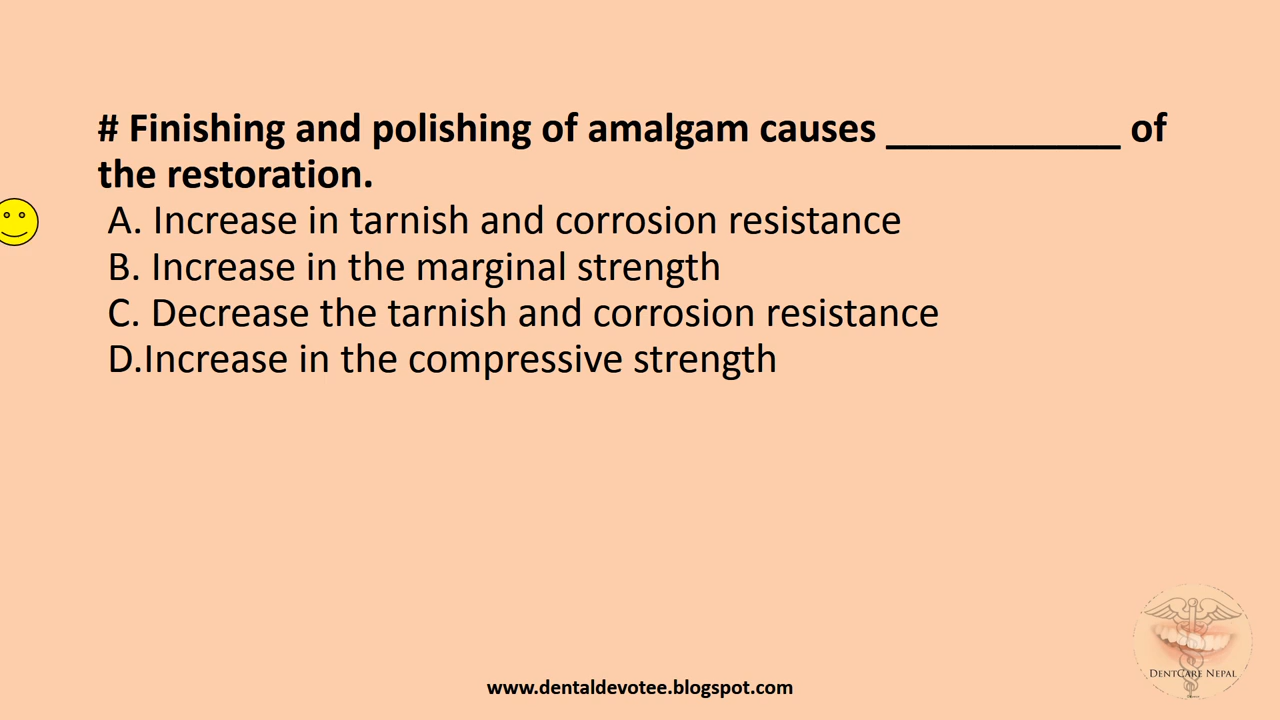 # Finishing and polishing of amalgam causes ___________ of
the restoration.
A. Increase in tarnish and corrosion resistance
B. Increase in the marginal strength
C. Decrease the tarnish and corrosion resistance
D.Increase in the compressive strength
DentCare Nepal
www.dentaldevotee.blogspot.com